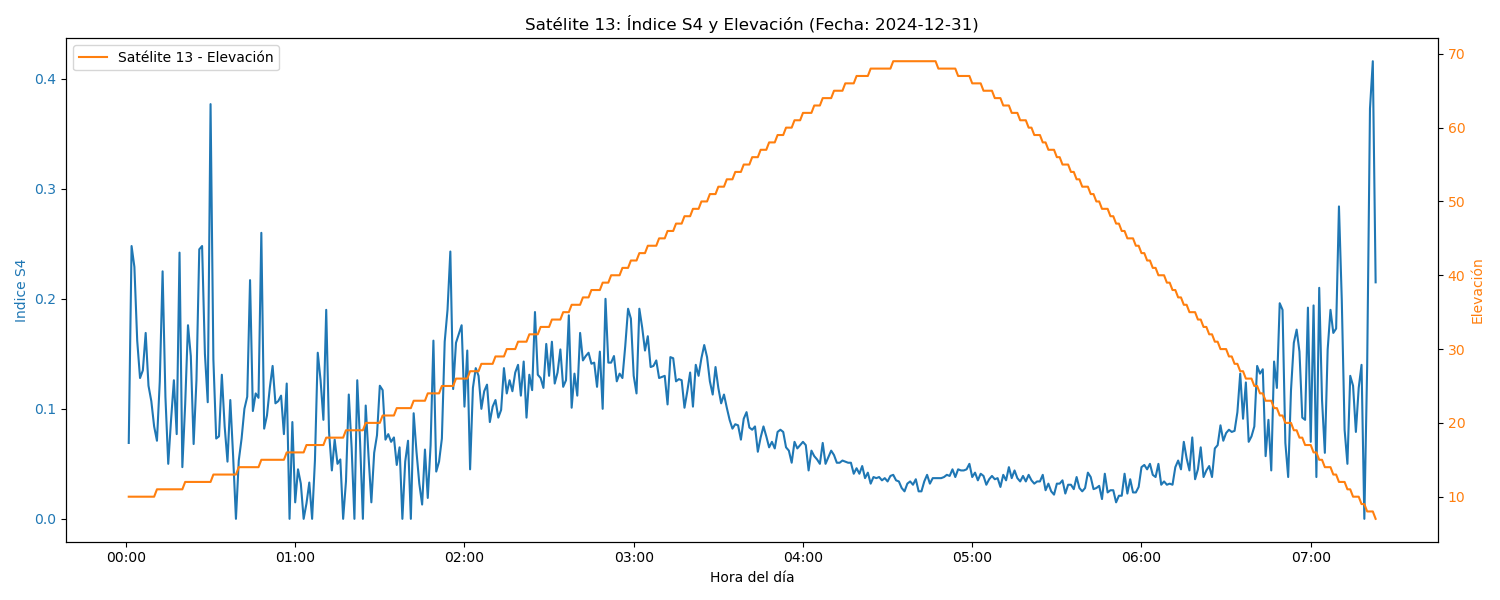 Satélite 13: Índice S4 y Elevación (Fecha: 2024-12-31)
Satélite 13 - Elevación
0.4
0.3
0.2
0.1
0.0
Indice S4
70
60
50
40
30
20
10
Elevación
00:00 01:00 02:00 03:00 04:00 05:00 06:00 07:00
Hora del día